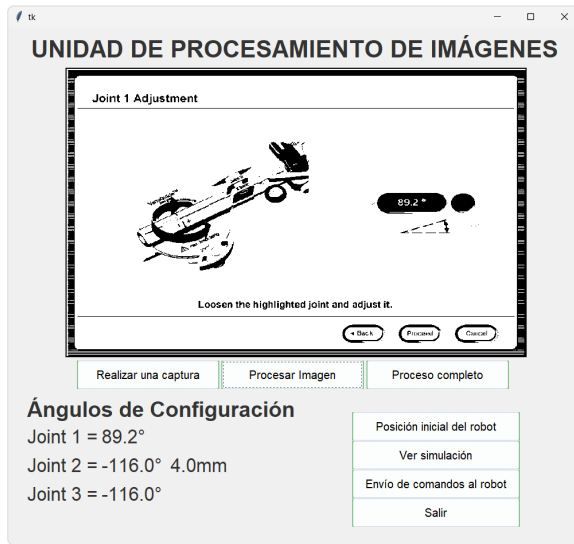 tk
UNIDAD DE PROCESAMIENTO DE IMÁGENES
Joint 1 Adjustment
89.2 °
Loosen the highlighted joint and adjust it.
Back Proceed Cancel
Realizar una captura Procesar Imagen Proceso completo
Ángulos de Configuración
Joint 1 = 89.2°
Joint 2 = -116.0° 4.0mm
Joint 3 = -116.0°
Posición inicial del robot
Ver simulación
Envío de comandos al robot
Salir